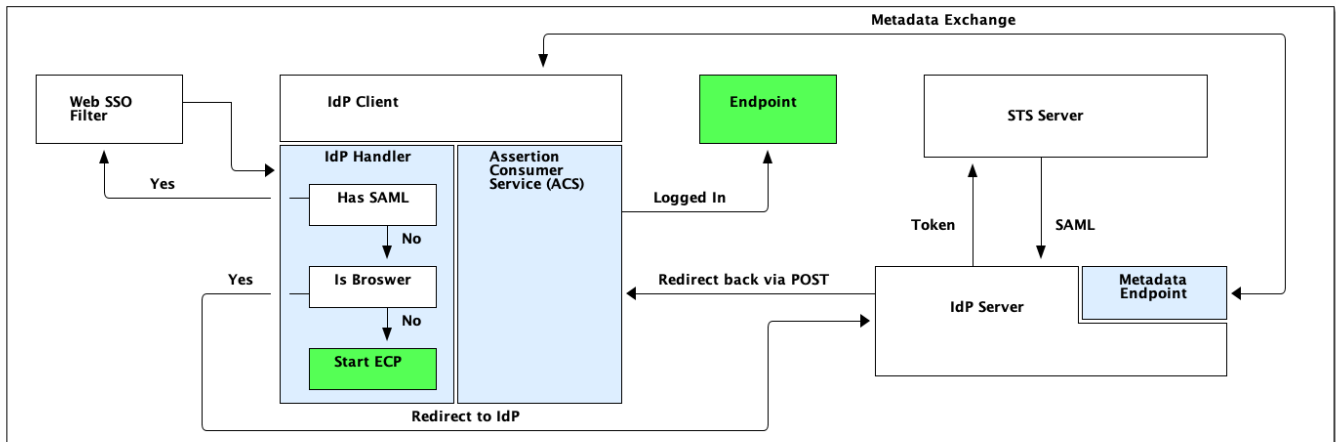 Metadata Exchange
Web SSO
Filter
IdP Client
Endpoint
STS Server
IdP Handler
Assertion
Consumer
Service (ACS)
Yes
Has SAML
Logged In
No
Token
SAML
Yes
Is Broswer
Redirect back via POST
Metadata
Endpoint
IdP Server
No
Start ECP
Redirect to IdP